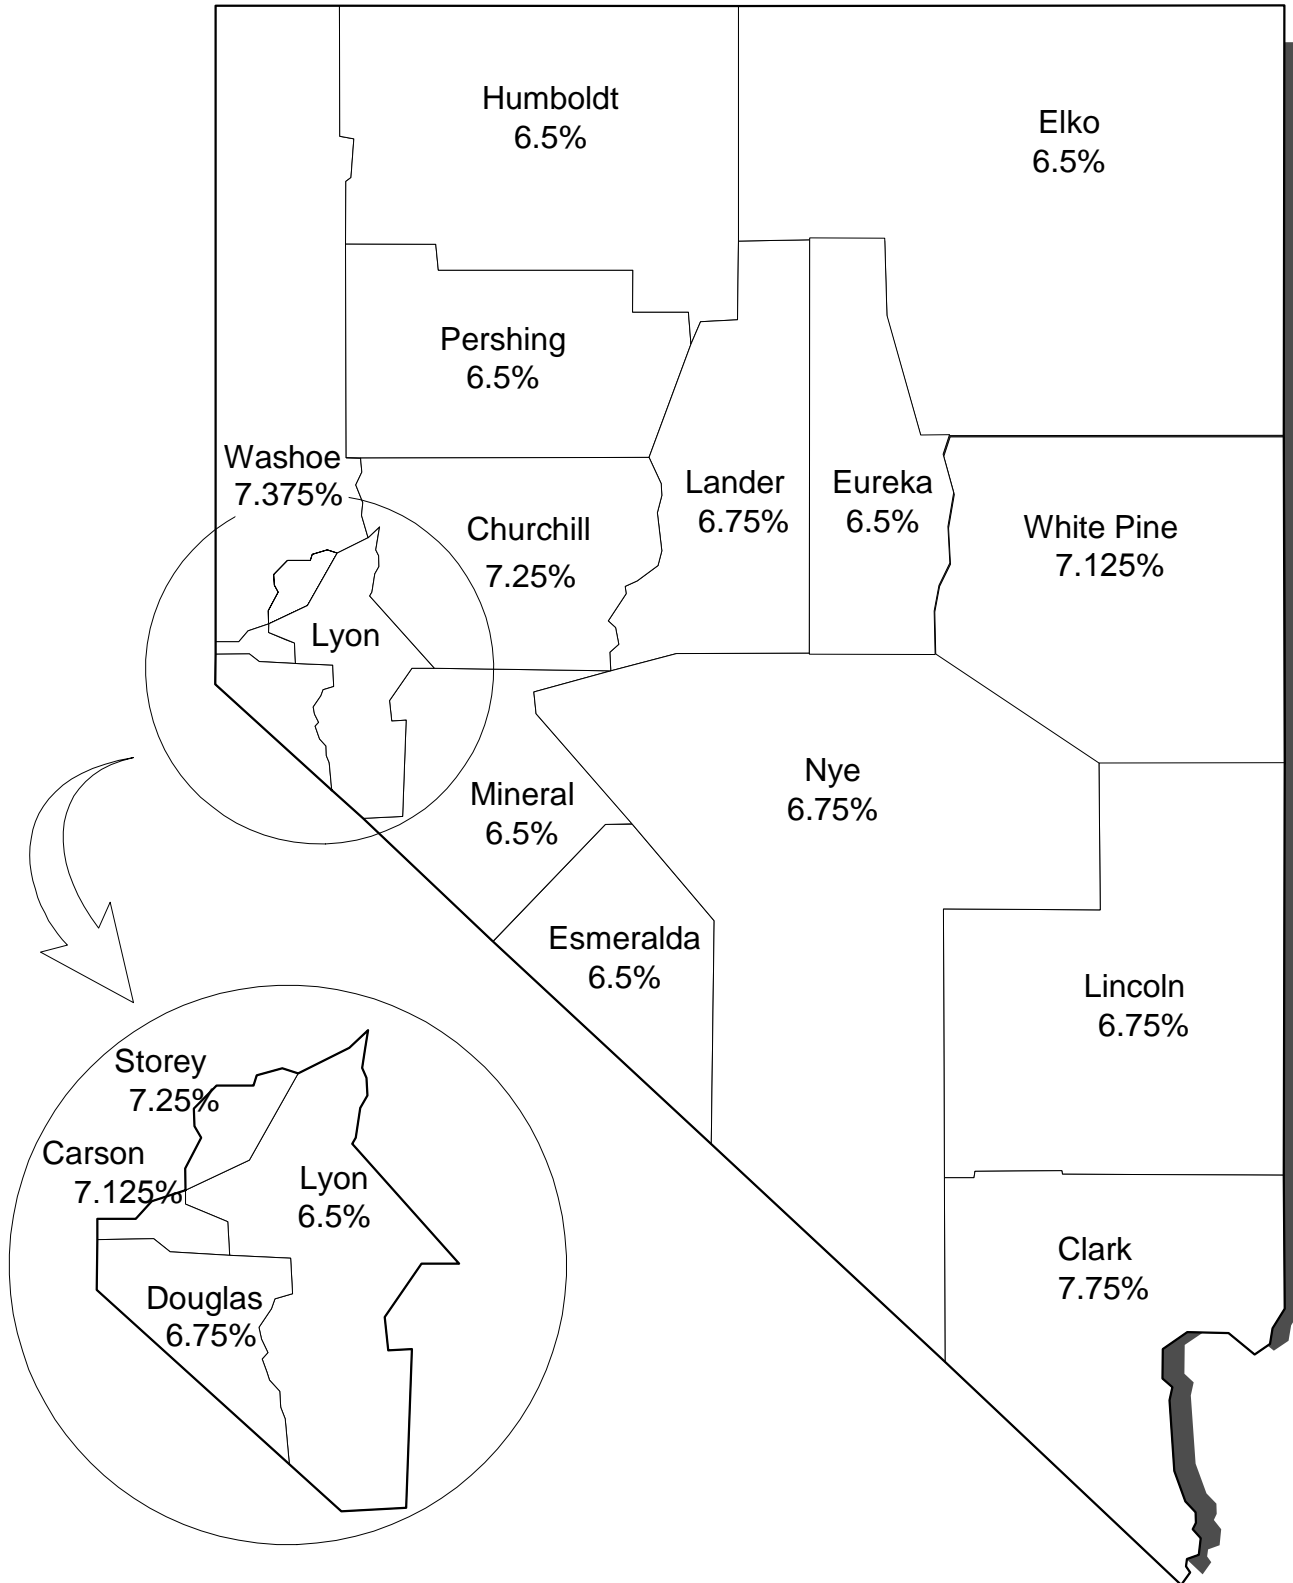 Humboldt
6.5%
Elko
6.5%
Pershing
6.5%
Washoe
7.375%
Lander
6.75%
Eureka
6.5%
Churchill
7.25%
White Pine
7.125%
Lyon
Nye
6.75%
Mineral
6.5%
Esmeralda
6.5%
Lincoln
6.75%
Storey
7.25%
Carson
7.125%
Lyon
6.5%
Clark
7.75%
Douglas
6.75%